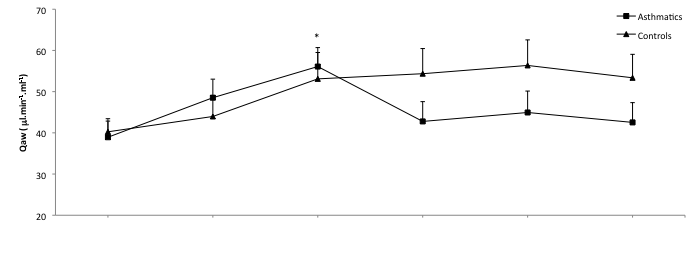 70
60
50
40
30
20
Qaw ( µl.min⁻¹.ml⁻¹)
*
Asthmatics
Controls